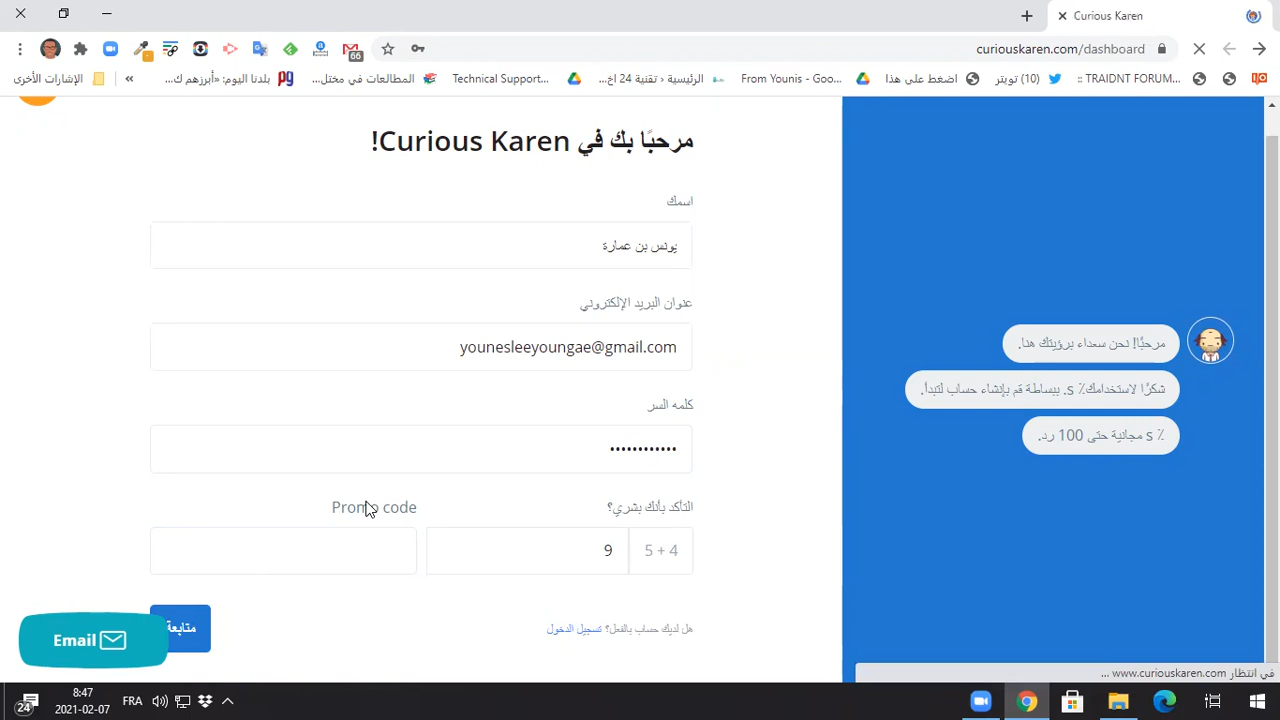 Curious Karen
curiouskaren.com/dashboard
66
الإشارات الأخرى
»
بلدنا اليوم: «أبرزهم ك...
المطالعات في مختل...
Technical Support...
الرئيسية › تقنية 24 اخ...
From Younis - Goo...
اضغط على هذا
(10) تويتر
TRAIDNT FORUM... ::
مرحبًا بك في Curious Karen!
اسمك
يونس بن عمارة
عنوان البريد الإلكتروني
younesleeyoungae@gmail.com
كلمه السر
••••••••••••
التأكد بأنك بشري؟
Promo code
5 + 4
9
متابعة
هل لديك حساب بالفعل؟ تسجيل الدخول
Email
مرحبًا! نحن سعداء برؤيتك هنا.
شكرًا لاستخدامك٪ s. ببساطة قم بإنشاء حساب لتبدأ.
٪ s مجانية حتى 100 رد.
في انتظار www.curiouskaren.com ...
24
8:47
2021-02-07
FRA